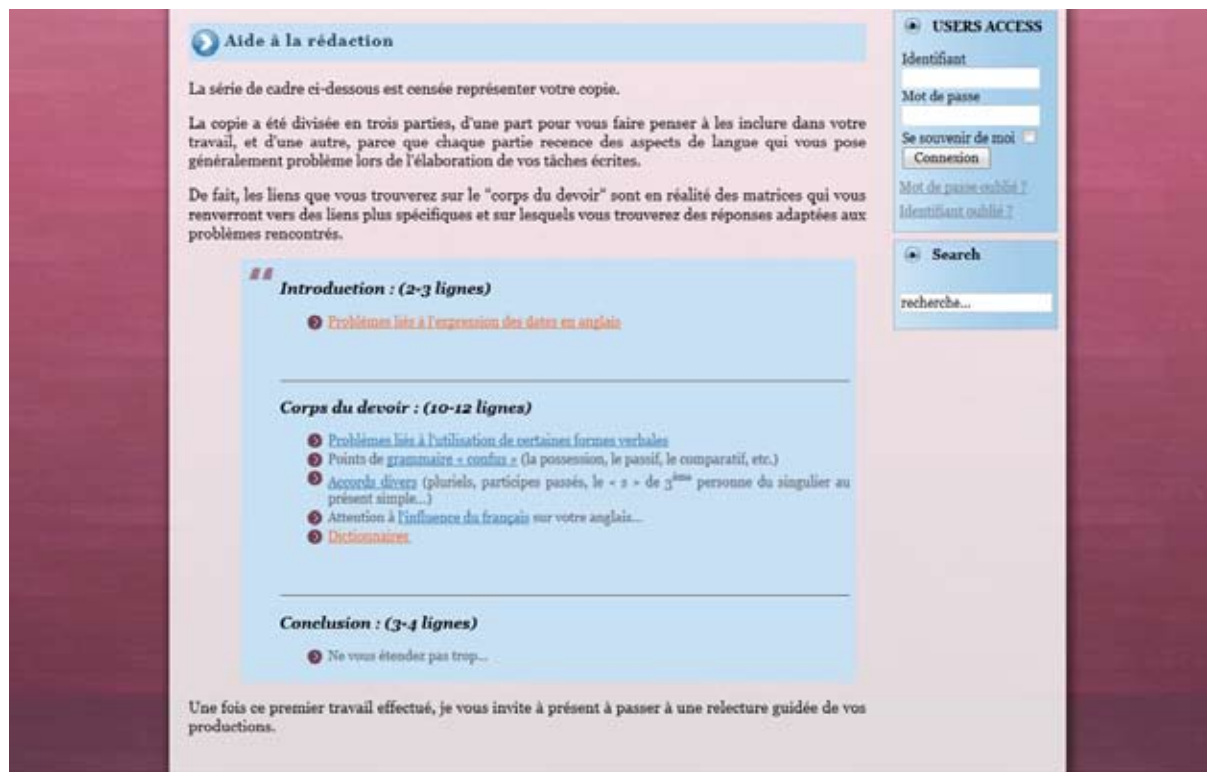 Aide à la rédaction
La série de cadre ci-dessous est censée représenter votre copie.
La copie a été divisée en trois parties, d'une part pour vous faire penser à les inclure dans votre
travail, et d'une autre, parce que chaque partie recence des aspects de langue qui vous pose
généralement problème lors de l'élaboration de vos tâches écrites.
De fait, les liens que vous trouverez sur le "corps du devoir" sont en réalité des matrices qui vous
renverront vers des liens plus spécifiques et sur lesquels vous trouverez des réponses adaptées aux
problèmes rencontrés.
Introduction : (2-3 lignes)
Problèmes liés à l'expression des dates en anglais
Corps du devoir : (10-12 lignes)
Problèmes liés à l'utilisation de certaines formes verbales
Points de grammaire « confus » (la possession, le passif, le comparatif, etc.)
Accords divers (pluriels, participes passés, le « s » de 3ème personne du singulier au
présent simple...)
Attention à l'influence du français sur votre anglais...
Dictionnaires
Conclusion : (3-4 lignes)
Ne vous étendez pas trop...
Une fois ce premier travail effectué, je vous invite à présent à passer à une relecture guidée de vos
productions.
USERS ACCESS
Identifiant
Mot de passe
Se souvenir de moi
Connexion
Mot de passe oublié ?
Identifiant oublié ?
Search
recherche...